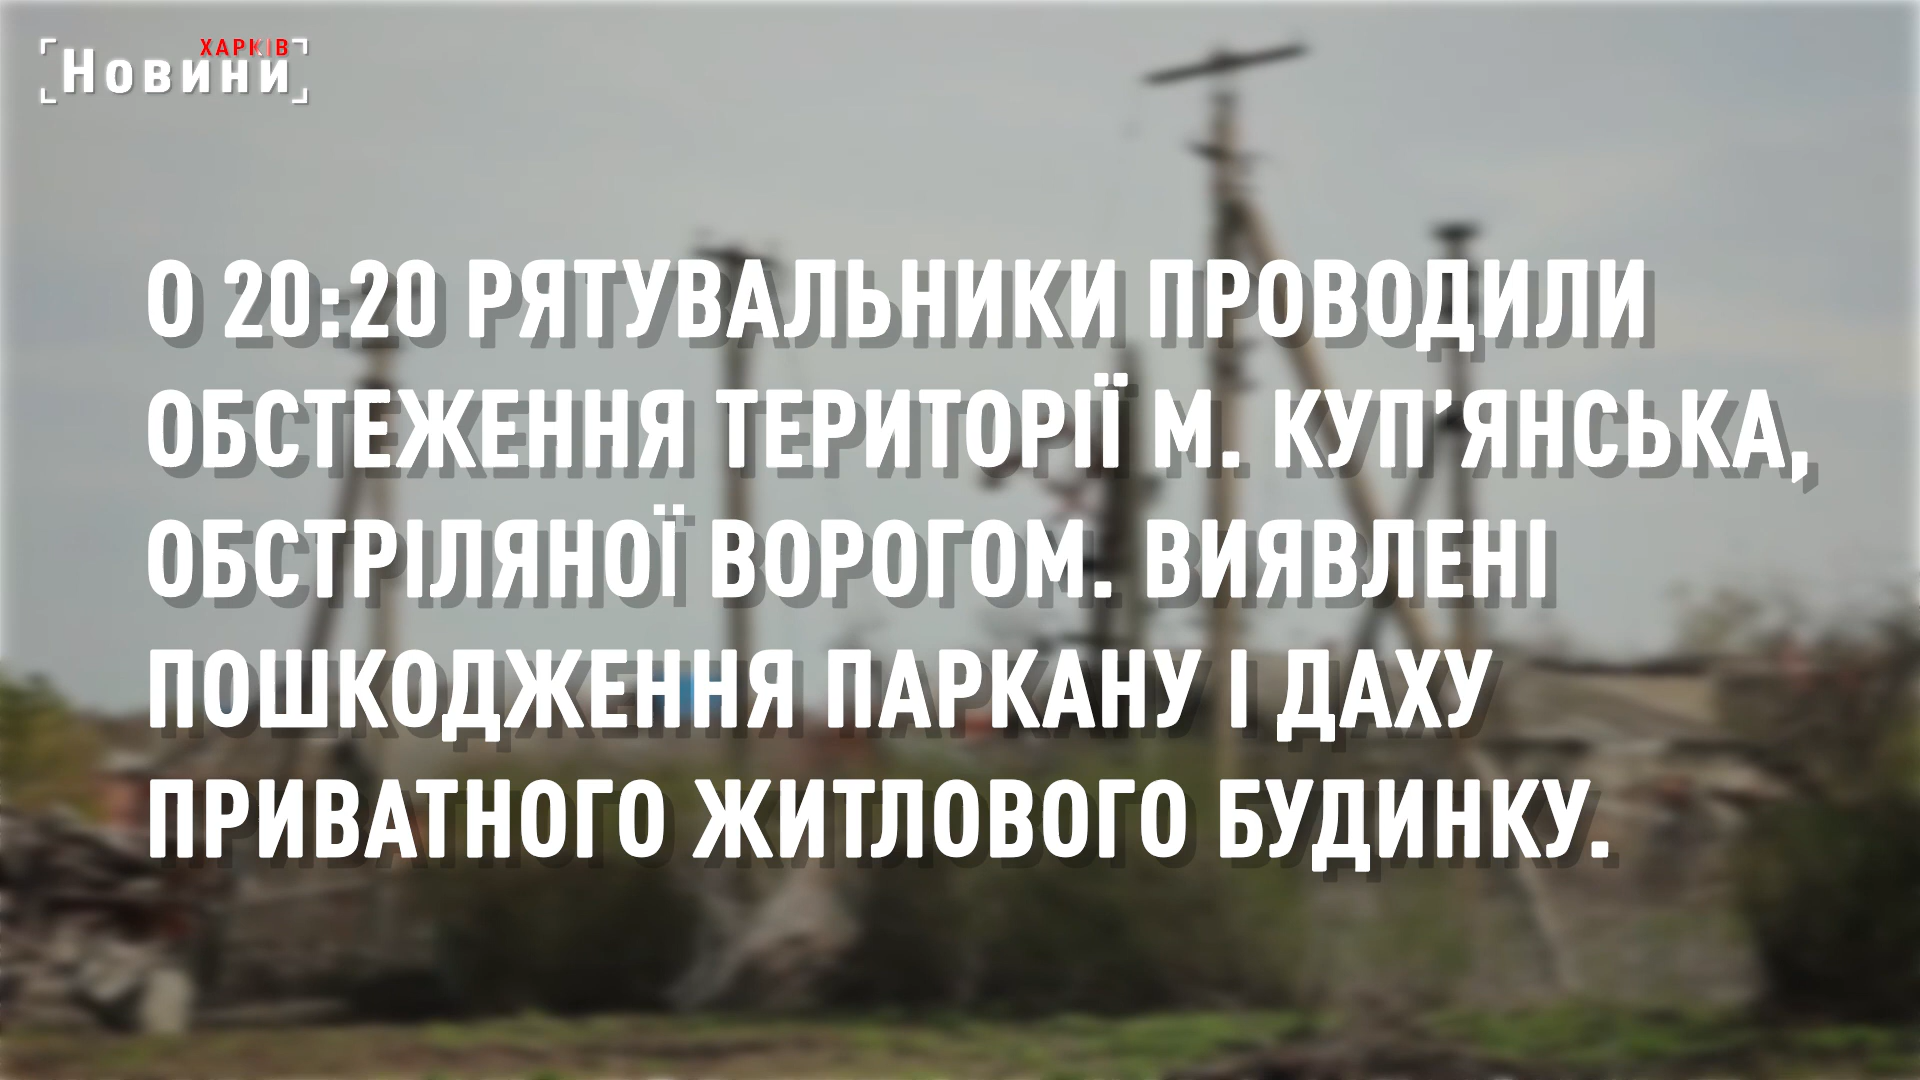 ХАРКІВ
Новини
О 20:20 РЯТУВАЛЬНИКИ ПРОВОДИЛИ
ОБСТЕЖЕННЯ ТЕРИТОРІЇ М. КУП’ЯНСЬКА,
ОБСТРІЛЯНОЇ ВОРОГОМ. ВИЯВЛЕНІ
ПОШКОДЖЕННЯ ПАРКАНУ І ДАХУ
ПРИВАТНОГО ЖИТЛОВОГО БУДИНКУ.